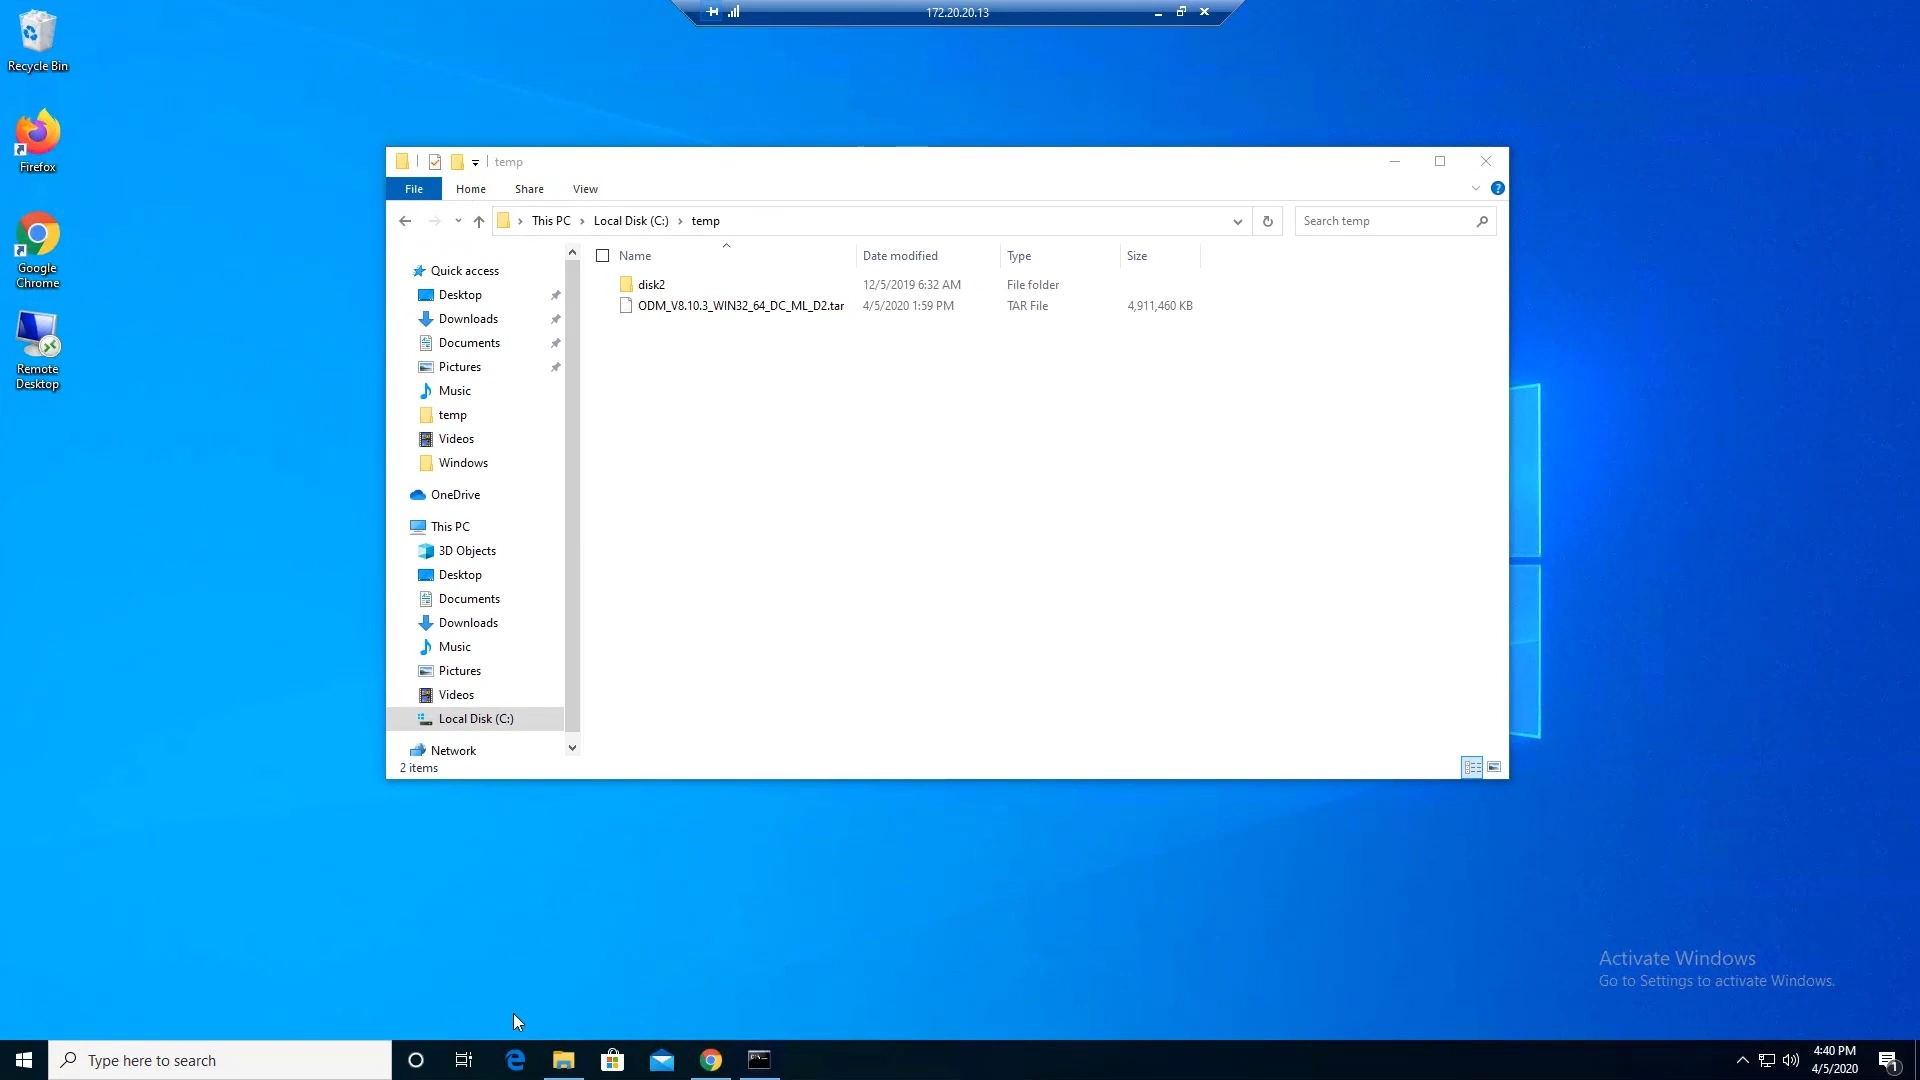 172.20.20.13
Recycle Bin
Firefox
Google
Chrome
Remote
Desktop
temp
File
Home
Share
View
This PC
Local Disk (C:)
temp
Search temp
Name
Date modified
Type
Size
disk2
12/5/2019 6:32 AM
File folder
ODM_V8.10.3_WIN32_64_DC_ML_D2.tar
4/5/2020 1:59 PM
TAR File
4,911,460 KB
Quick access
Desktop
Downloads
Documents
Pictures
Music
temp
Videos
Windows
OneDrive
This PC
3D Objects
Desktop
Documents
Downloads
Music
Pictures
Videos
Local Disk (C:)
Network
2 items
Activate Windows
Go to Settings to activate Windows.
Type here to search
4:40 PM
4/5/2020
1